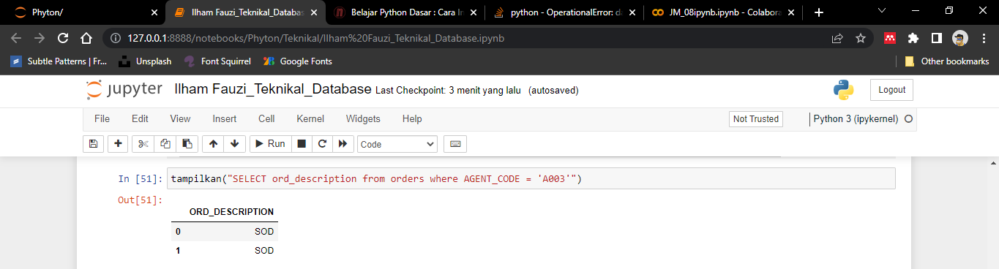 Phyton/
Ilham Fauzi_Teknikal_Databas
Belajar Python Dasar : Cara In
python - OperationalError: da
JM_08ipynb.ipynb - Colabora
127.0.0.1:8888/notebooks/Phyton/Teknikal/Ilham%20Fauzi_Teknikal_Database.ipynb
Subtle Patterns | Fr...
Unsplash
Font Squirrel
Google Fonts
Other bookmarks
jupyter Ilham Fauzi_Teknikal_Database Last Checkpoint: 3 menit yang lalu (autosaved)
Logout
File Edit View Insert Cell Kernel Widgets Help
Not Trusted
Python 3 (ipykernel)
Run
Code
In [51]: tampilkan("SELECT ord_description from orders where AGENT_CODE = 'A003'")
Out[51]:
ORD_DESCRIPTION
0 SOD
1 SOD